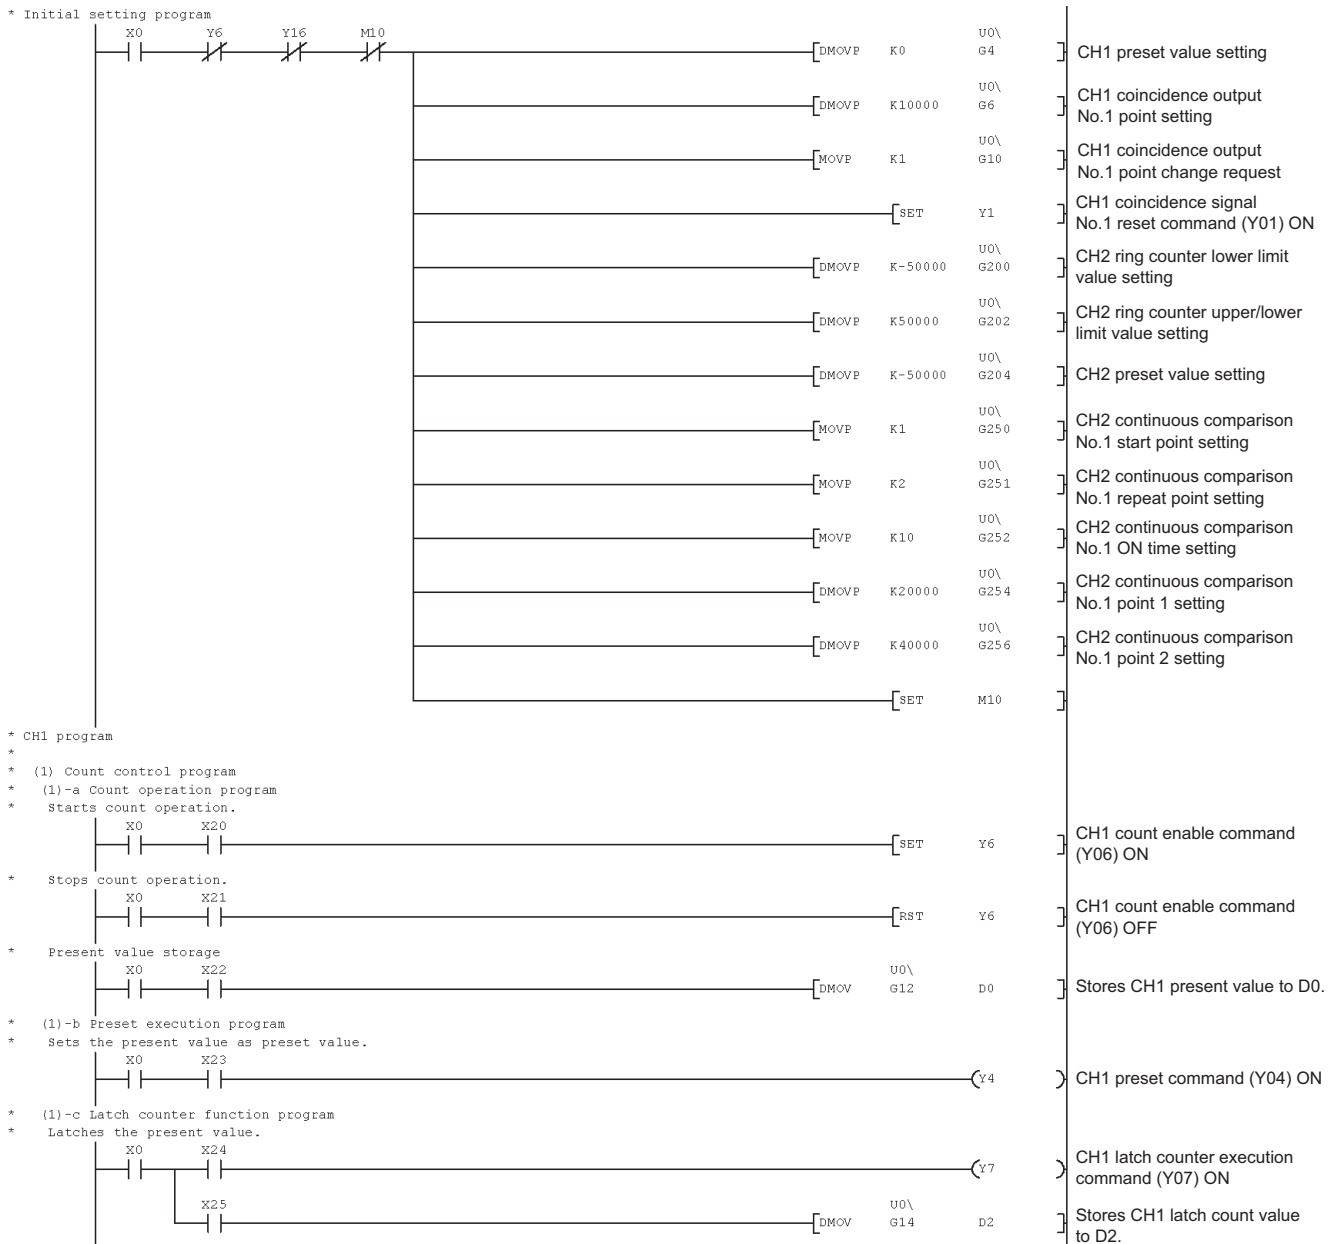 * Initial setting program
X0 Y6 Y16 M10 U0\
DMOVP K0 G4 CH1 preset value setting
U0\ CH1 coincidence output
DMOVP K10000 G6 No.1 point setting
U0\ CH1 coincidence output
MOVP K1 G10 No.1 point change request
CH1 coincidence signal
SET Y1 No.1 reset command (Y01) ON
U0\ CH2 ring counter lower limit
DMOVP K-50000 G200 value setting
U0\ CH2 ring counter upper/lower
DMOVP K50000 G202 limit value setting
U0\
DMOVP K-50000 G204 CH2 preset value setting
U0\ CH2 continuous comparison
MOVP K1 G250 No.1 start point setting
U0\ CH2 continuous comparison
MOVP K2 G251 No.1 repeat point setting
U0\ CH2 continuous comparison
MOVP K10 G252 No.1 ON time setting
U0\ CH2 continuous comparison
DMOVP K20000 G254 No.1 point 1 setting
U0\ CH2 continuous comparison
DMOVP K40000 G256 No.1 point 2 setting
SET M10
* CH1 program
*
* (1) Count control program
* (1)-a Count operation program
* Starts count operation.
X0 X20 CH1 count enable command
SET Y6 (Y06) ON
* Stops count operation.
X0 X21 CH1 count enable command
RST Y6 (Y06) OFF
* Present value storage
X0 X22 U0\
DMOV G12 D0 Stores CH1 present value to D0.
* (1)-b Preset execution program
* Sets the present value as preset value.
X0 X23
Y4 CH1 preset command (Y04) ON
* (1)-c Latch counter function program
* Latches the present value.
X0 X24 CH1 latch counter execution
Y7 command (Y07) ON
X25 U0\ Stores CH1 latch count value
DMOV G14 D2 to D2.